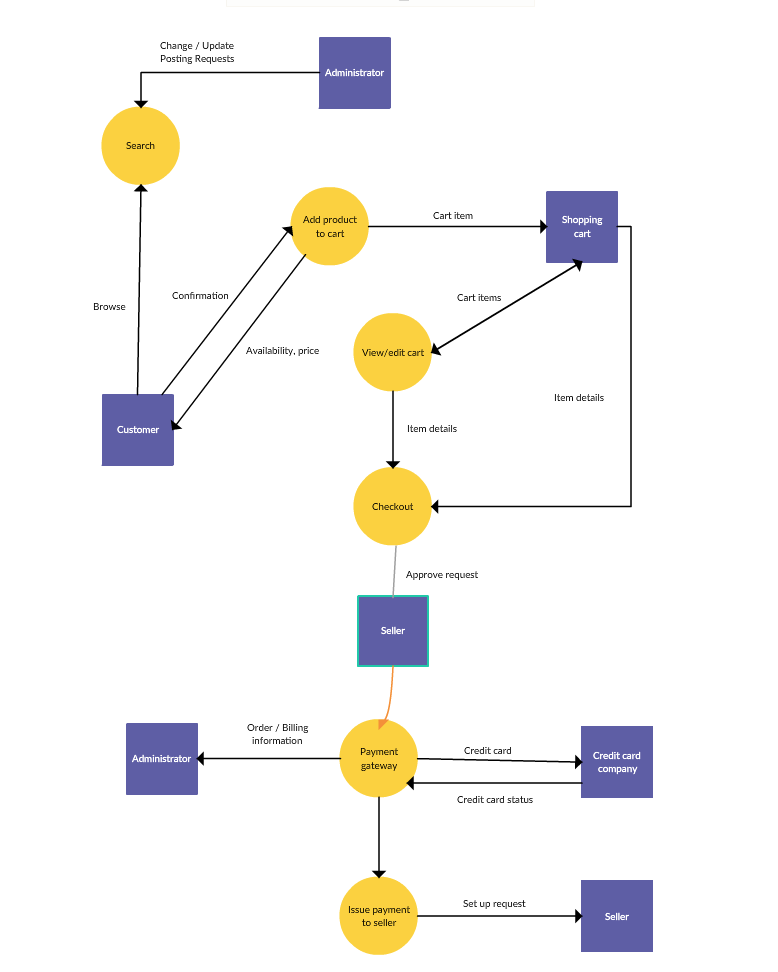 Change / Update
Posting Requests
Administrator
Search
Add product
to cart
Cart item
Shopping
cart
Confirmation
Cart items
Browse
Availability, price
View/edit cart
Item details
Customer
Item details
Checkout
Approve request
Seller
Order / Billing
information
Administrator
Payment
gateway
Credit card
Credit card
company
Credit card status
Issue payment
to seller
Set up request
Seller